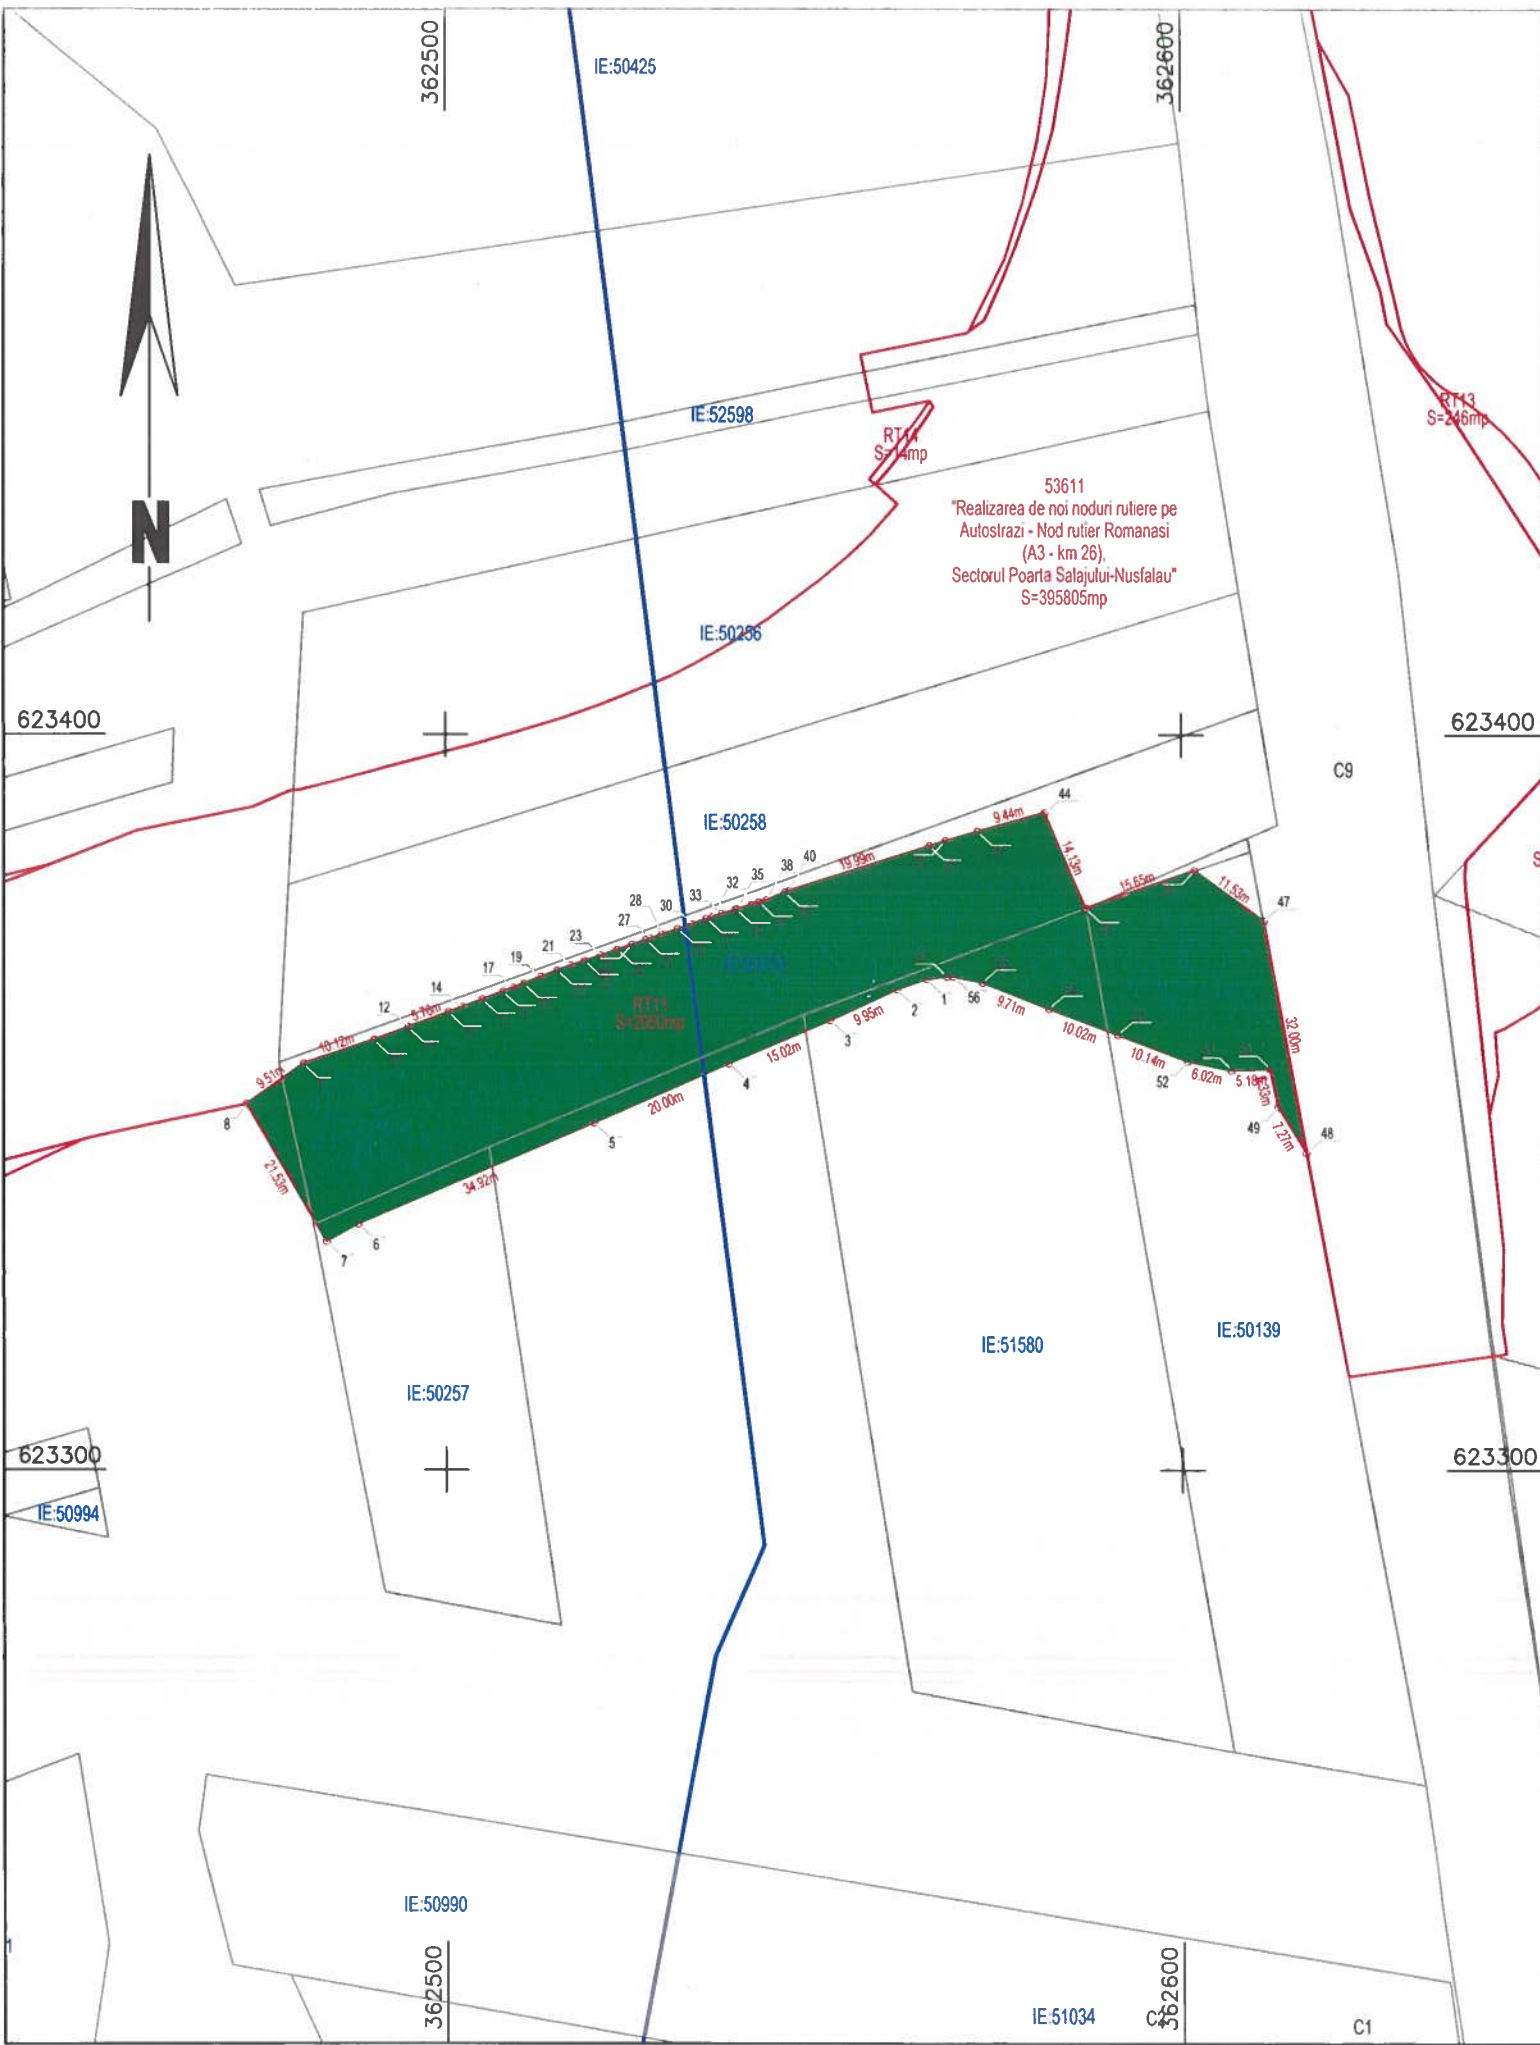 362500
362600
IE:50425
IE:52598
RT14
S=14mp
RT13
S=246mp
53611
"Realizarea de noi noduri rutiere pe
Autostrazi - Nod rutier Romanasi
(A3 - km 26),
Sectorul Poarta Salajului-Nusfalau"
S=395805mp
N
IE:50256
623400
623400
C9
IE:50258
44
9.44m
14.13m
19.99m
40
38
35
32
33
30
28
27
23
21
19
17
14
12
5.78m
10.12m
9.51m
8
21.53m
7
6
34.92m
5
20.00m
4
15.02m
3
9.95m
2
1
56
9.71m
10.02m
10.14m
52
6.02m
5.18m
49
7.27m
48
32.00m
47
11.53m
15.65m
RT11
S=2950mp
IE:50139
IE:51580
IE:50257
623300
623300
IE:50994
IE:50990
1
362500
362600
IE:51034
C1